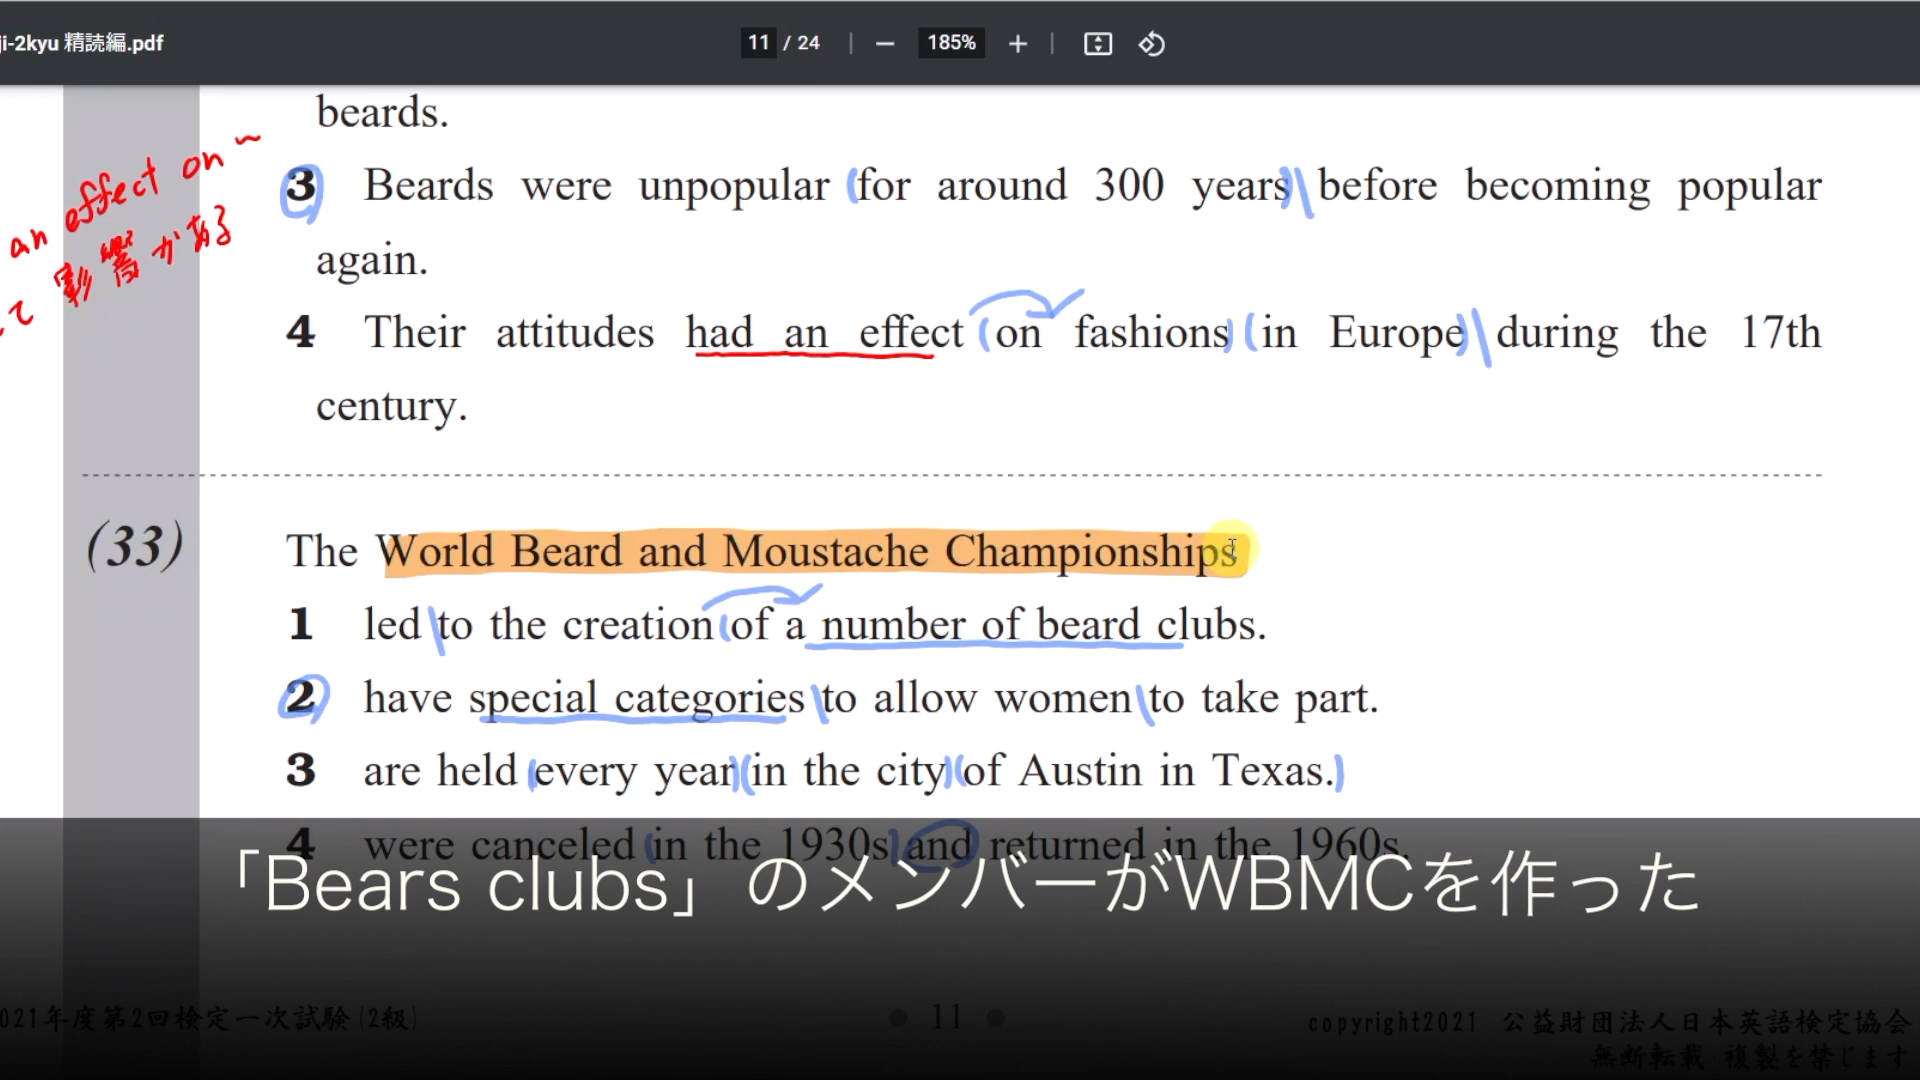 ji-2kyu 精読編.pdf
11 / 24
185%
beards.
3 Beards were unpopular (for around 300 years) before becoming popular
again.
4 Their attitudes had an effect (on fashions) (in Europe) during the 17th
century.
an effect on ~
て 影響がある
(33) The World Beard and Moustache Championships
1 led to the creation (of a number of beard clubs.
2 have special categories to allow women to take part.
3 are held (every year) (in the city) (of Austin in Texas.)
4 were canceled (in the 1930s) and returned in the 1960s.
「Bears clubs」のメンバーがWBMCを作った
021年度第2回検定一次試験(2級)
● 11 ●
copyright2021 公益財団法人日本英語検定協会
無断転載・複製を禁じます